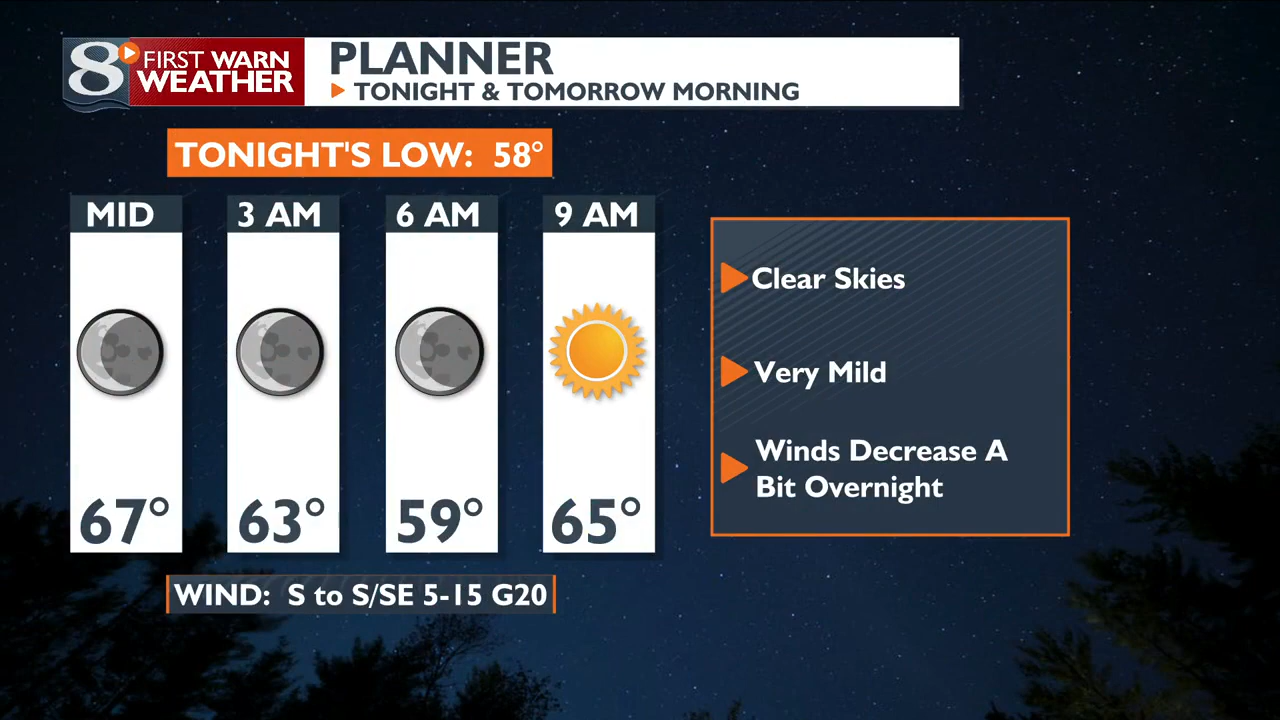 8 FIRST WARN
WEATHER
PLANNER
TONIGHT & TOMORROW MORNING
TONIGHT'S LOW: 58°
MID
3 AM
6 AM
9 AM
67°
63°
59°
65°
Clear Skies
Very Mild
Winds Decrease A
Bit Overnight
WIND: S to S/SE 5-15 G20